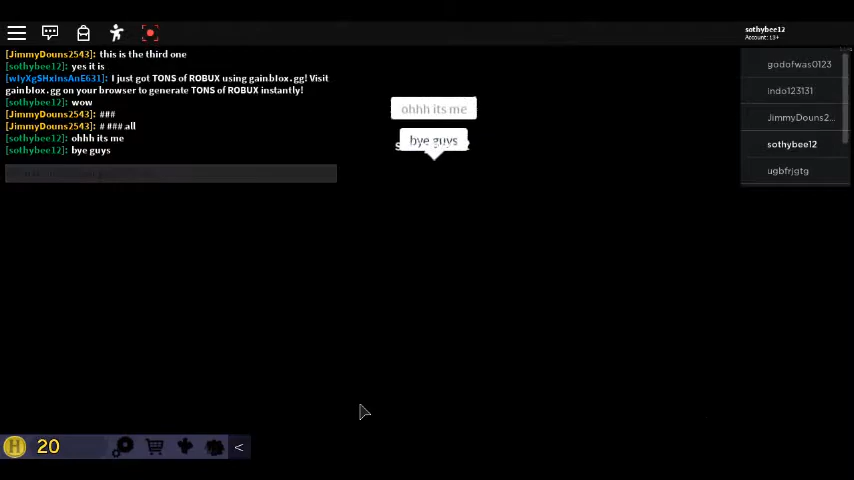 sothybee12
Account: 13+
[JimmyDouns2543]: this is the third one
[sothybee12]: yes it is
[wIyXgSHxInsAnE631]: I just got TONS of ROBUX using gainblox.gg! Visit
gainblox.gg on your browser to generate TONS of ROBUX instantly!
[sothybee12]: wow
[JimmyDouns2543]: ###
[JimmyDouns2543]: # ### all
[sothybee12]: ohhh its me
[sothybee12]: bye guys
ohhh its me
bye guys
godofwas0123
indo123131
JimmyDouns2...
sothybee12
ugbfrjgtg
H 20
<